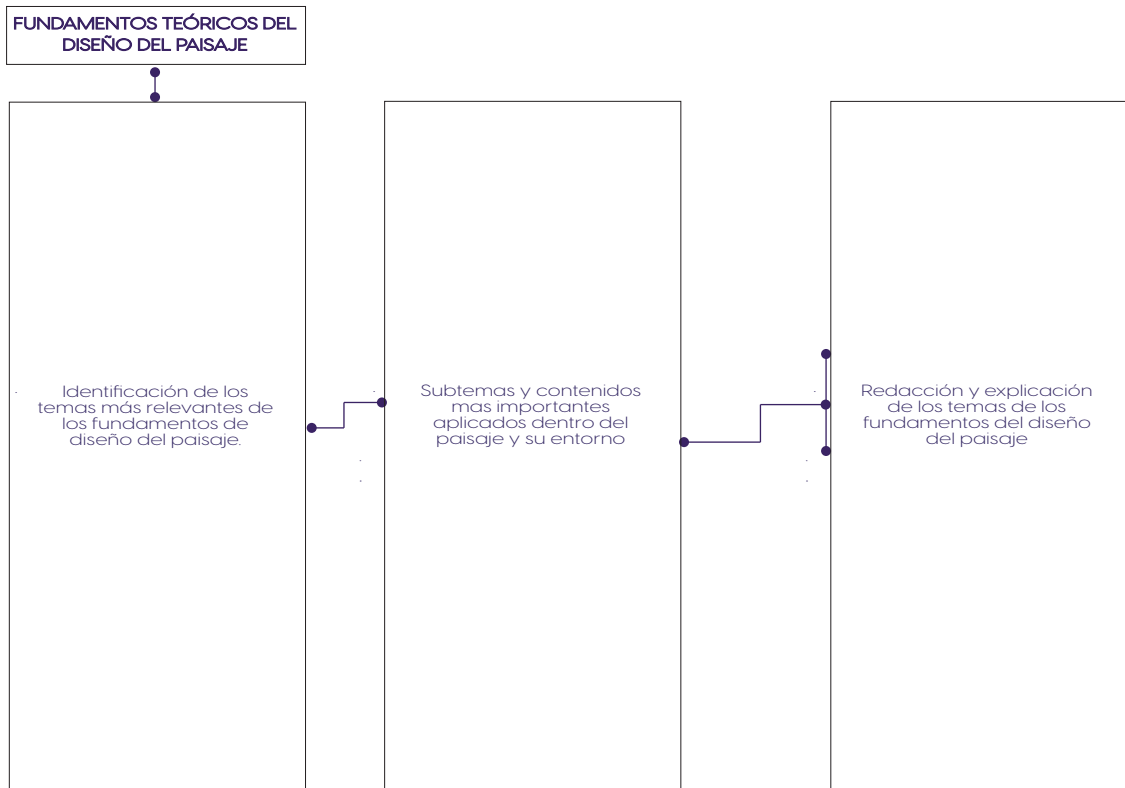 FUNDAMENTOS TEÓRICOS DEL
DISEÑO DEL PAISAJE
Identificación de los
temas más relevantes de
los fundamentos de
diseño del paisaje.
Subtemas y contenidos
mas importantes
aplicados dentro del
paisaje y su entorno
Redacción y explicación
de los temas de los
fundamentos del diseño
del paisaje